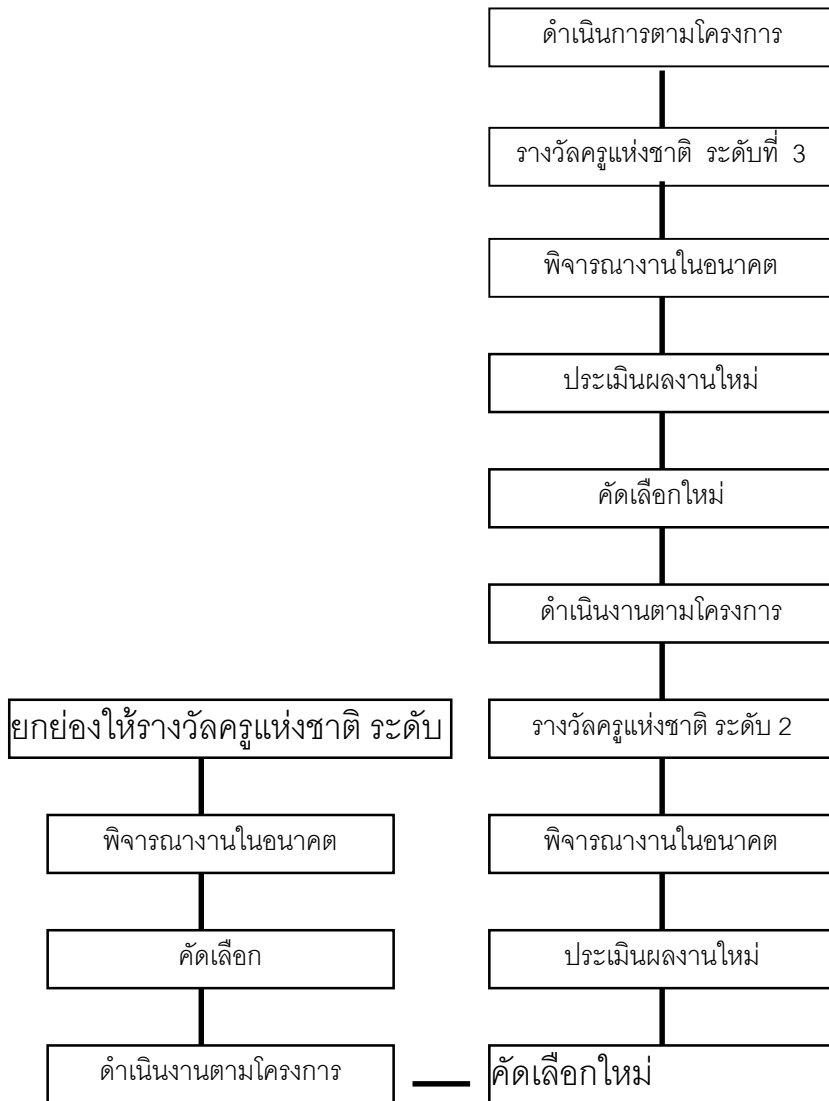 ดำเนินการตามโครงการ
รางวัลครูแห่งชาติ ระดับที่ 3
พิจารณางานในอนาคต
ประเมินผลงานใหม่
คัดเลือกใหม่
ดำเนินงานตามโครงการ
ยกย่องให้รางวัลครูแห่งชาติ ระดับ
รางวัลครูแห่งชาติ ระดับ 2
พิจารณางานในอนาคต
พิจารณางานในอนาคต
คัดเลือก
ประเมินผลงานใหม่
ดำเนินงานตามโครงการ
คัดเลือกใหม่